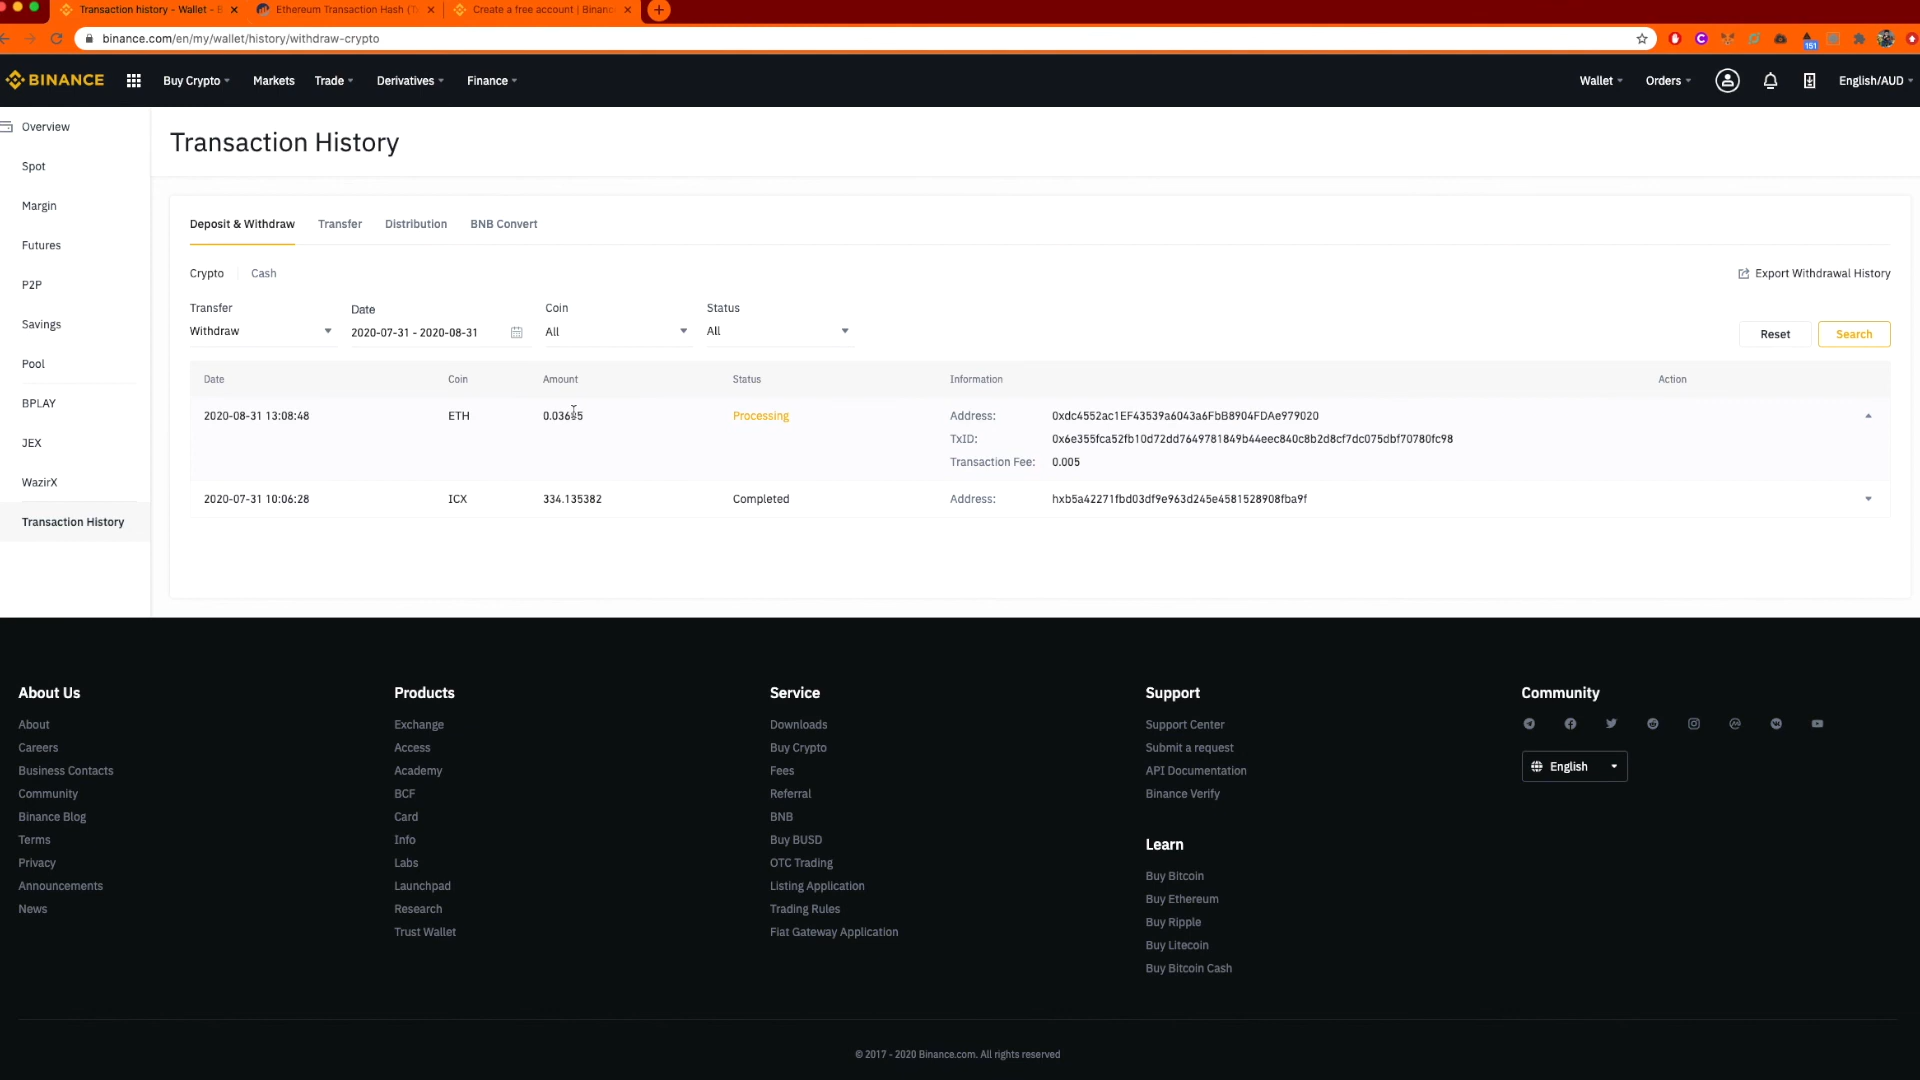 Transaction history - Wallet - B
Ethereum Transaction Hash (T
Create a free account | Binanc
binance.com/en/my/wallet/history/withdraw-crypto
151
BINANCE Buy Crypto Markets Trade Derivatives Finance Wallet Orders English/AUD
Overview
Spot
Margin
Futures
P2P
Savings
Pool
BPLAY
JEX
WazirX
Transaction History
Transaction History
Deposit & Withdraw Transfer Distribution BNB Convert
Crypto Cash Export Withdrawal History
Transfer Date Coin Status
Withdraw 2020-07-31 - 2020-08-31 All All Reset Search
Date Coin Amount Status Information Action
2020-08-31 13:08:48 ETH 0.03695 Processing Address: 0xdc4552ac1EF43539a6043a6FbB8904FDAe979020
TxID: 0x6e355fca52fb10d72dd7649781849b44eec840c8b2d8cf7dc075dbf70780fc98
Transaction Fee: 0.005
2020-07-31 10:06:28 ICX 334.135382 Completed Address: hxb5a42271fbd03df9e963d245e4581528908fba9f
About Us
About
Careers
Business Contacts
Community
Binance Blog
Terms
Privacy
Announcements
News
Products
Exchange
Access
Academy
BCF
Card
Info
Labs
Launchpad
Research
Trust Wallet
Service
Downloads
Buy Crypto
Fees
Referral
BNB
Buy BUSD
OTC Trading
Listing Application
Trading Rules
Fiat Gateway Application
Support
Support Center
Submit a request
API Documentation
Binance Verify
Learn
Buy Bitcoin
Buy Ethereum
Buy Ripple
Buy Litecoin
Buy Bitcoin Cash
Community
English
© 2017 - 2020 Binance.com. All rights reserved